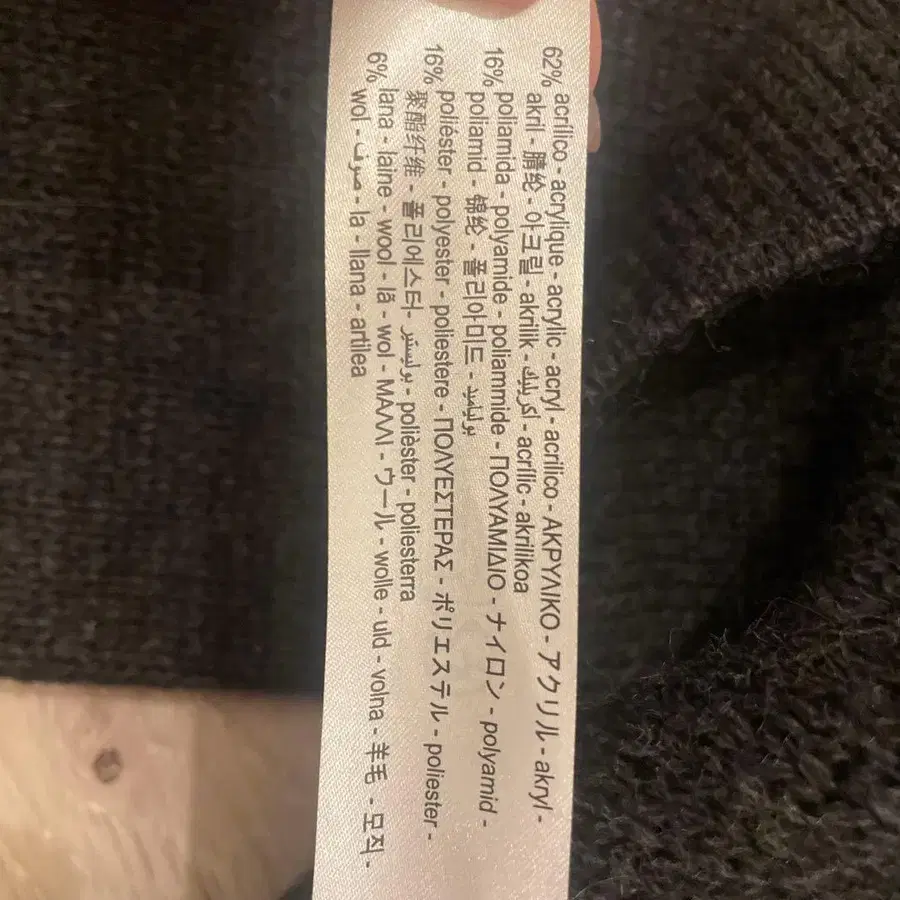 62% acrílico - acrylique - acrylic - acryl - acrilico - ΑΚΡΥΛΙΚΟ - アクリル - akryl -
akril - 腈纶 - 아크릴 - akrilik - اكريليك - acrílic - akrilikoa
16% poliamida - polyamide - poliammide - ΠΟΛΥΑΜΙΔΙΟ - ナイロン - polyamid -
poliamid - 锦纶 - 폴리아미드 - بولياميد
16% poliéster - polyester - poliestere - ΠΟΛΥΕΣΤΕΡΑΣ - ポリエステル - poliester -
聚酯纤维 - 폴리에스터 - بوليستر - polièster - poliesterra
6% lana - laine - wool - lã - wol - ΜΑΛΛΙ - ウール - wolle - uld - volna - 羊毛 - 모직 -
wol - صوف - la - llana - artilea